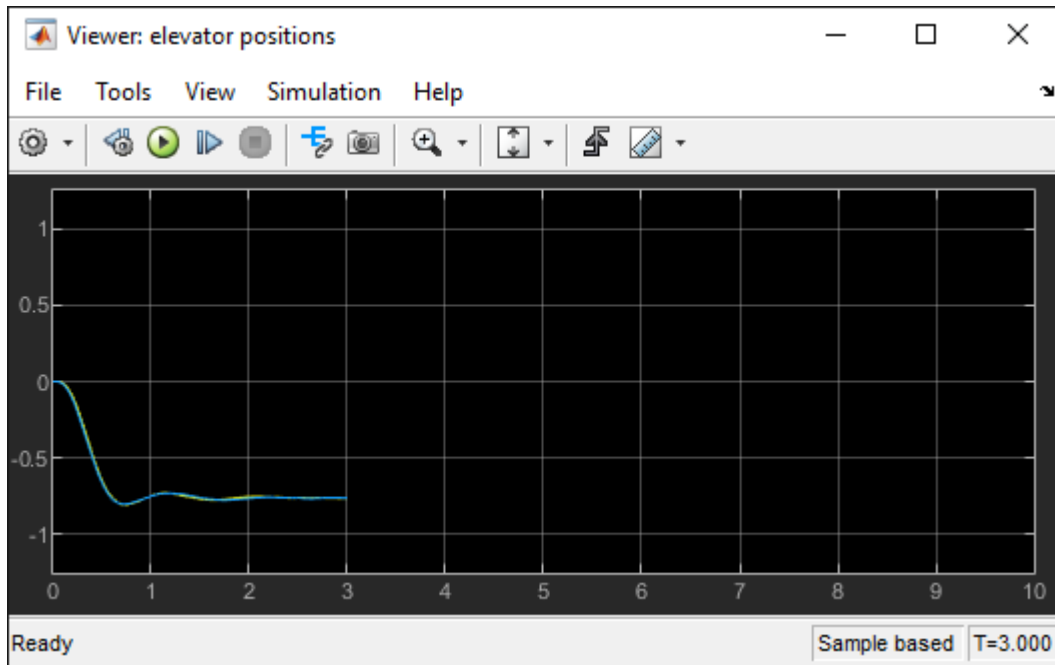 Viewer: elevator positions
File Tools View Simulation Help
1
0.5
0
-0.5
-1
0 1 2 3 4 5 6 7 8 9 10
Ready Sample based T=3.000